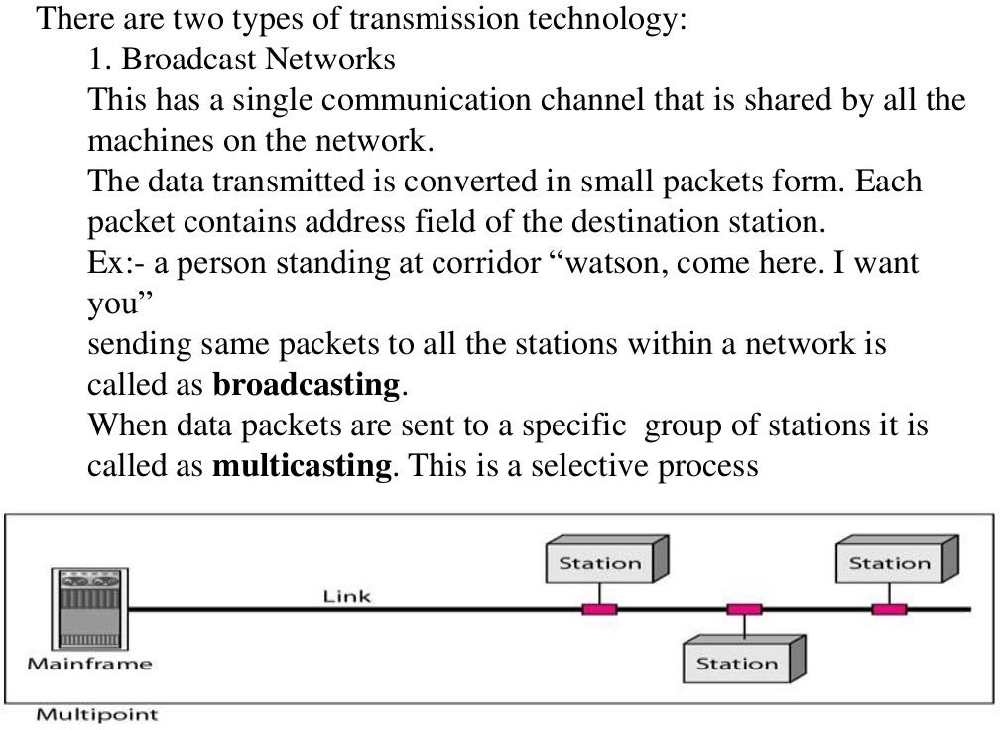 There are two types of transmission technology:
1. Broadcast Networks
This has a single communication channel that is shared by all the
machines on the network.
The data transmitted is converted in small packets form. Each
packet contains address field of the destination station.
Ex:- a person standing at corridor “watson, come here. I want
you”
sending same packets to all the stations within a network is
called as broadcasting.
When data packets are sent to a specific  group of stations it is
called as multicasting. This is a selective process
Station
Station
Link
Mainframe
Station
Multipoint